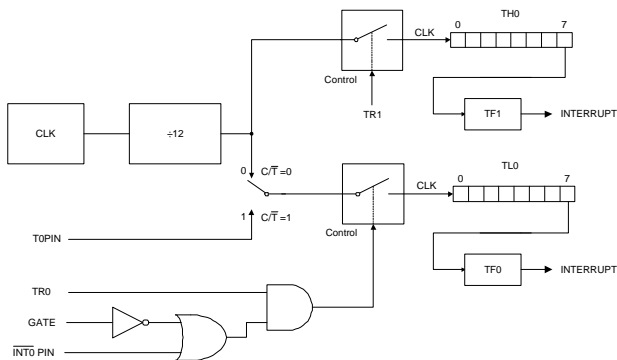 TH0
0 7
CLK
Control
TR1
TF1 INTERRUPT
CLK ÷12
0 C/T̅=0
1 C/T̅=1
T0PIN
TL0
0 7
CLK
Control
TF0 INTERRUPT
TR0
GATE
I̅N̅T̅0̅ PIN